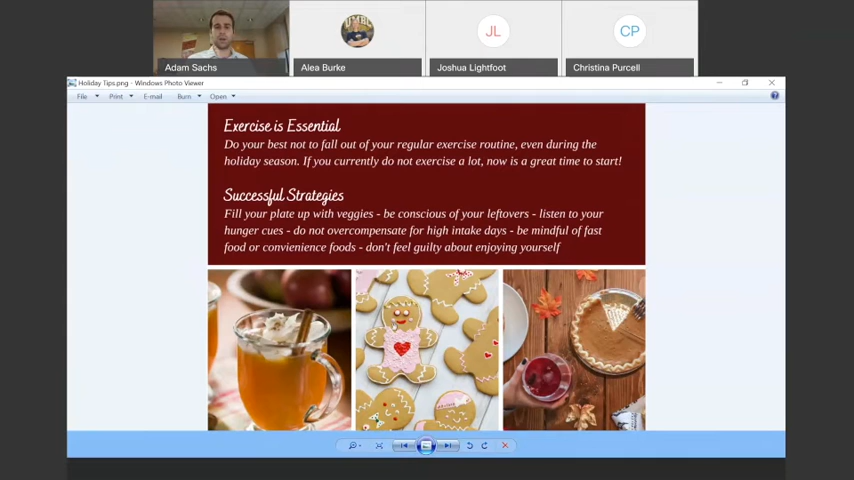 UMBC
JL
CP
Adam Sachs
Alea Burke
Joshua Lightfoot
Christina Purcell
Holiday Tips.png - Windows Photo Viewer
File Print E-mail Burn Open
Exercise is Essential
Do your best not to fall out of your regular exercise routine, even during the
holiday season. If you currently do not exercise a lot, now is a great time to start!
Successful Strategies
Fill your plate up with veggies - be conscious of your leftovers - listen to your
hunger cues - do not overcompensate for high intake days - be mindful of fast
food or convienience foods - don't feel guilty about enjoying yourself